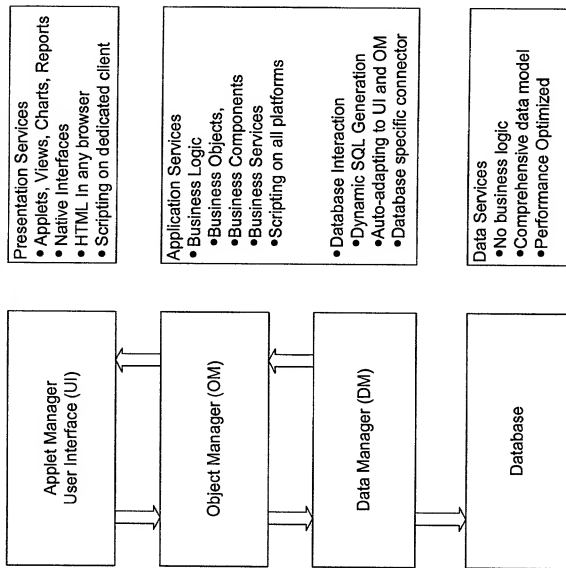 Applet Manager
User Interface (UI)
Object Manager (OM)
Data Manager (DM)
Database
Presentation Services
•Applets, Views, Charts, Reports
•Native Interfaces
•HTML In any browser
•Scripting on dedicated client
Application Services
•Business Logic
•Business Objects,
•Business Components
•Business Services
•Scripting on all platforms
•Database Interaction
•Dynamic SQL Generation
•Auto-adapting to UI and OM
•Database specific connector
Data Services
•No business logic
•Comprehensive data model
•Performance Optimized